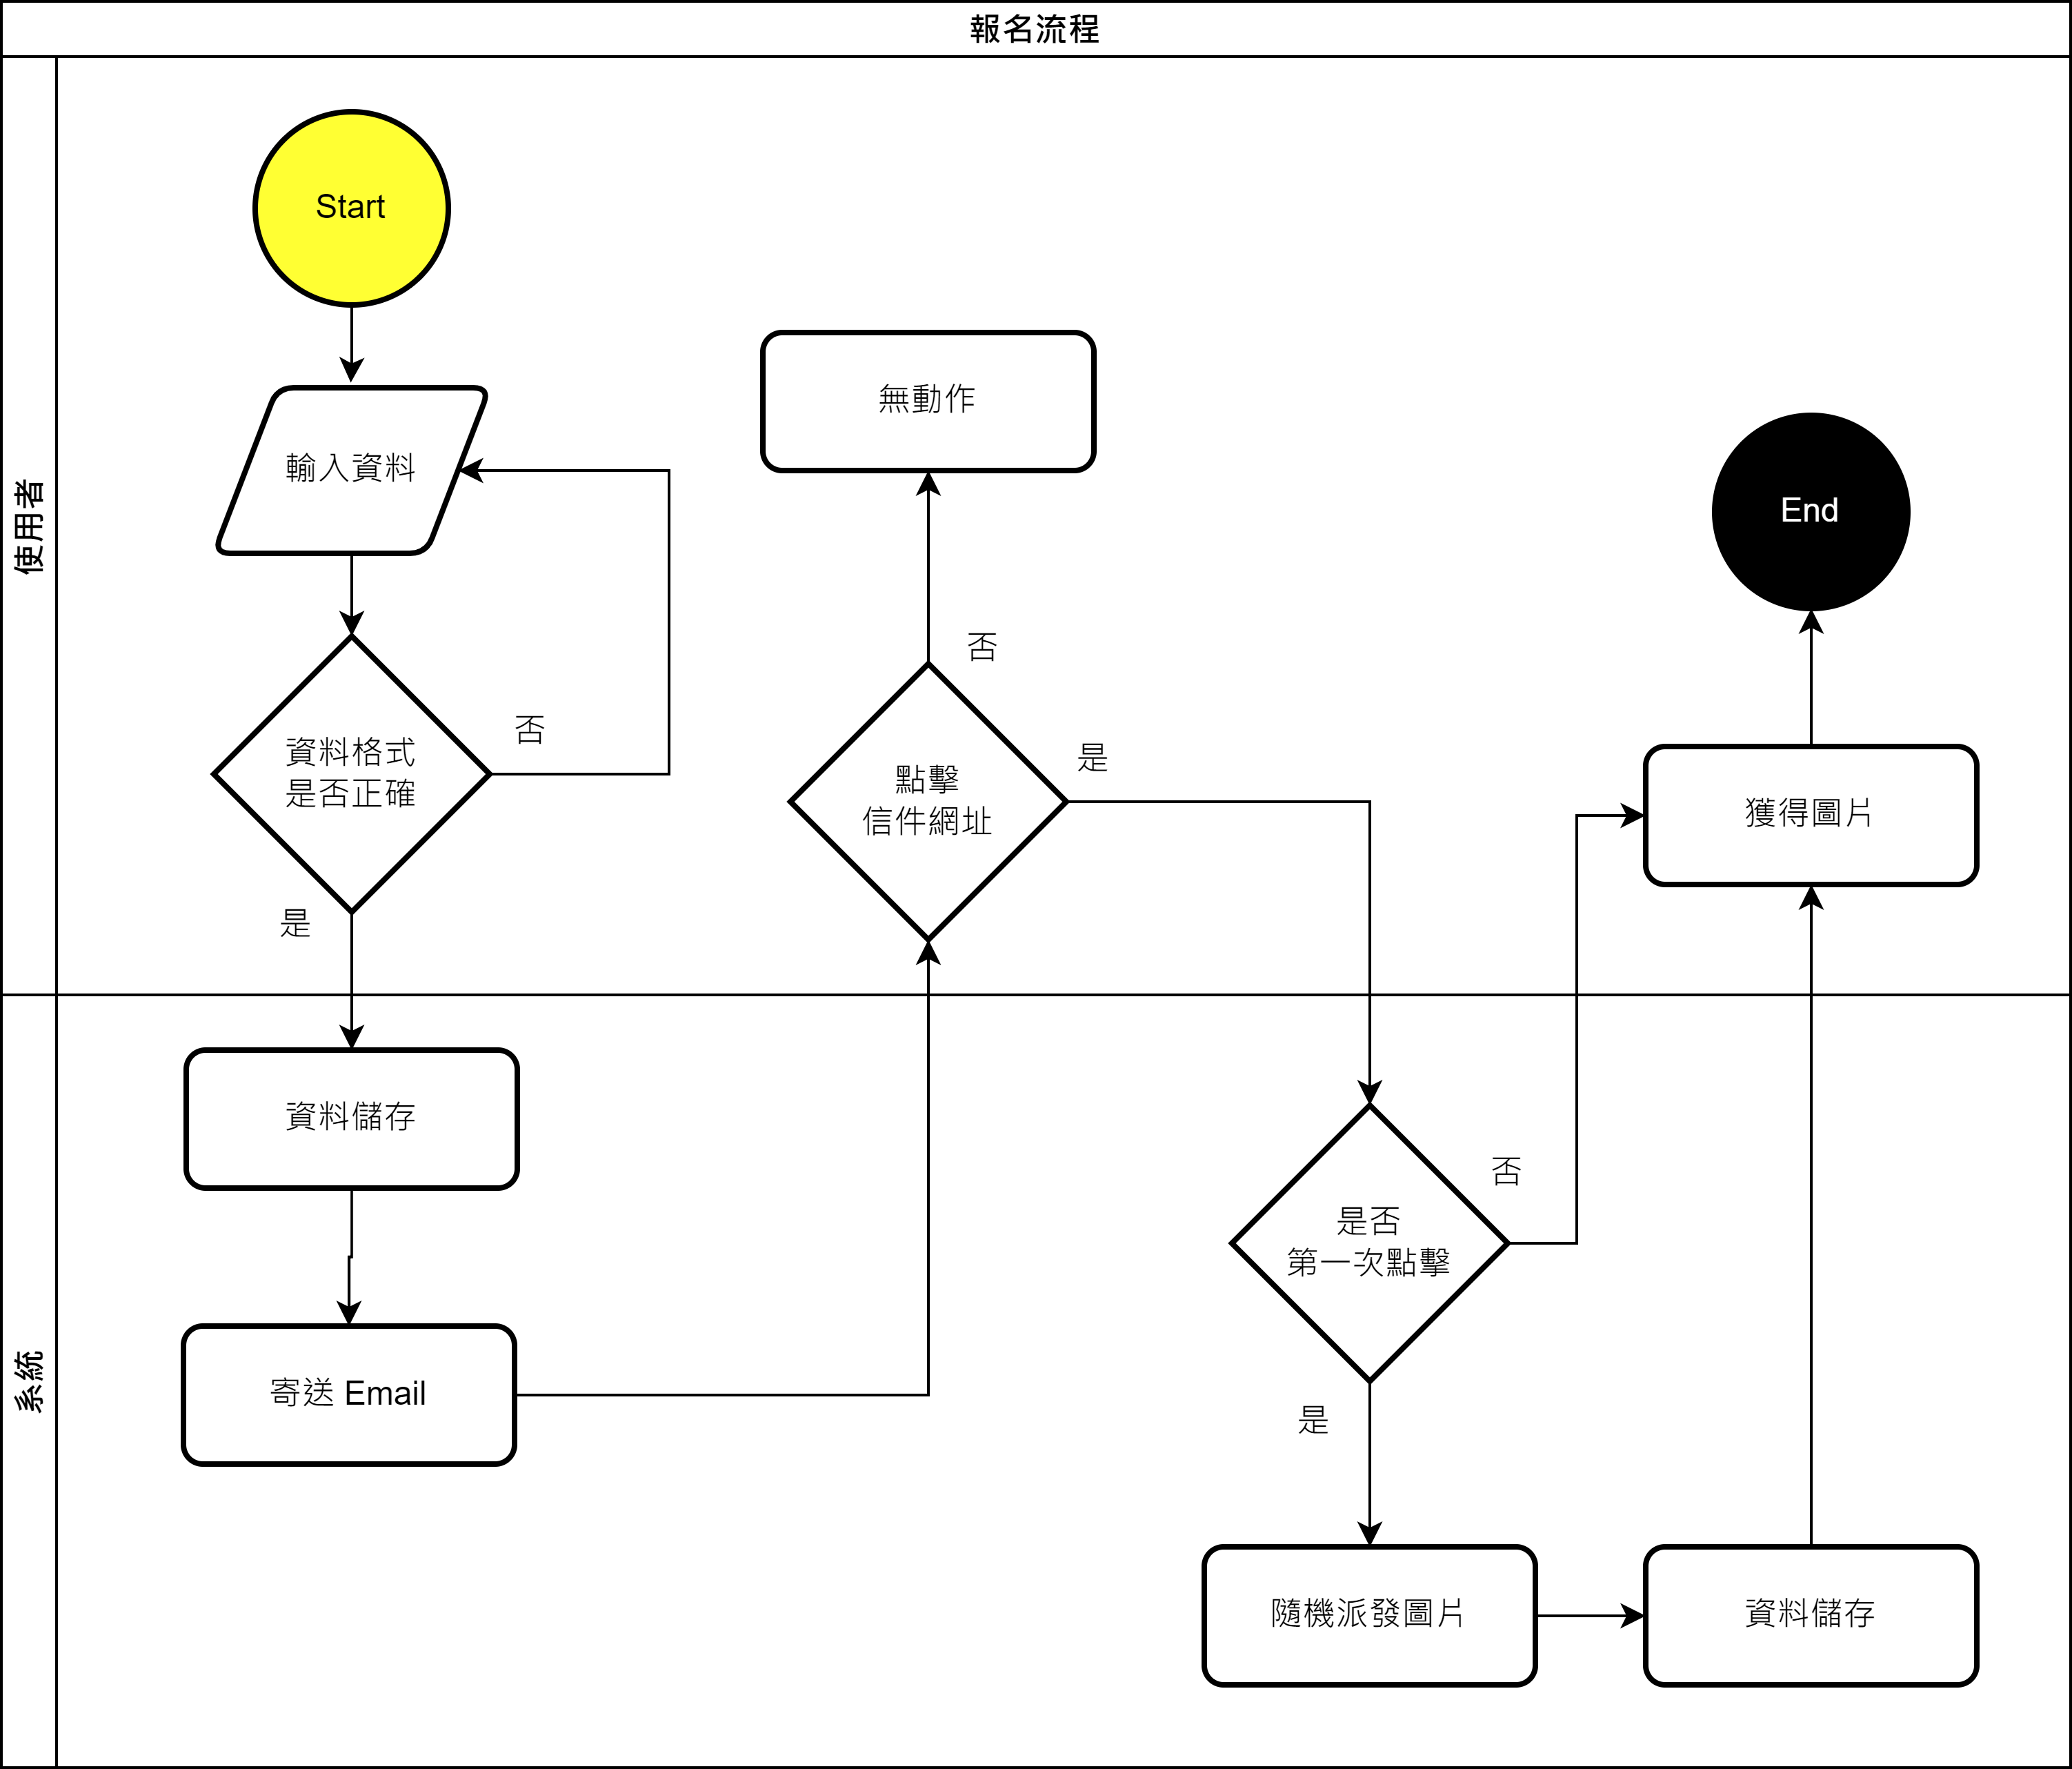 報名流程
使用者
Start
輸入資料
資料格式
是否正確
否
是
無動作
否
點擊
信件網址
是
End
獲得圖片
系統
資料儲存
寄送 Email
是否
第一次點擊
否
是
隨機派發圖片
資料儲存